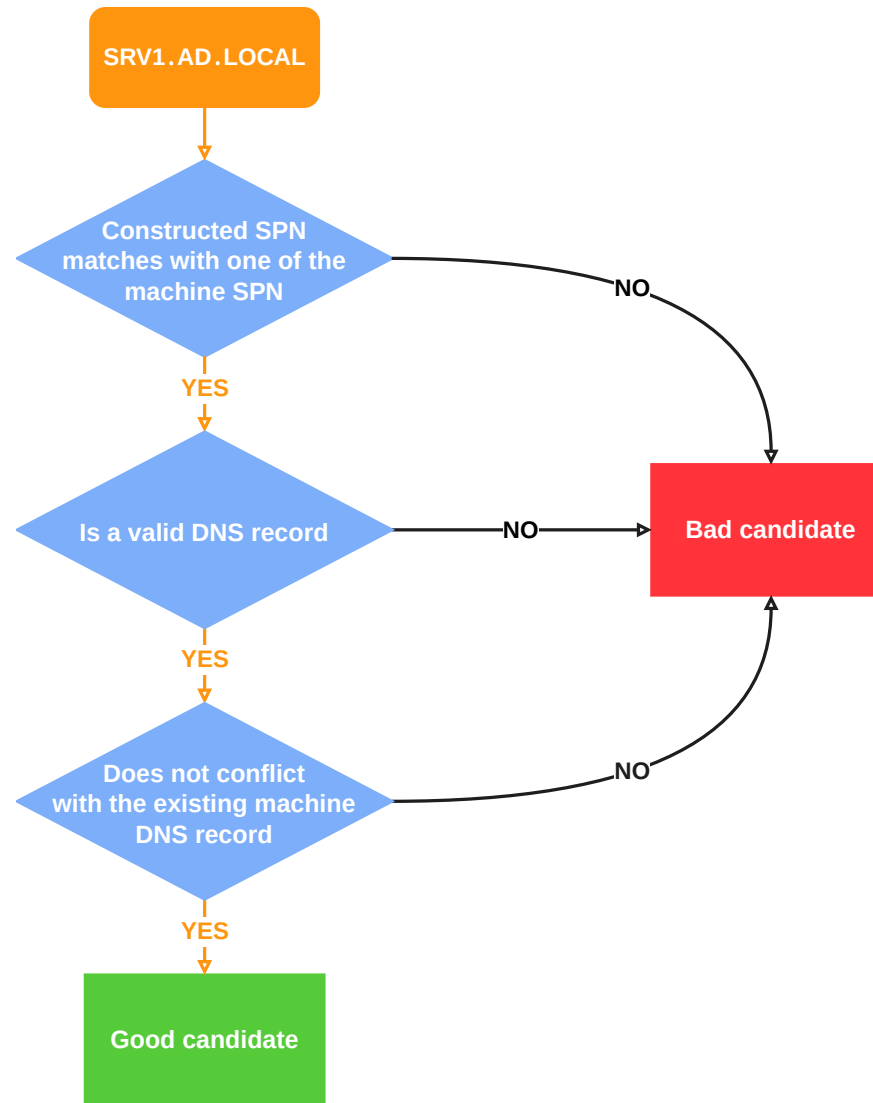 SRV1.AD.LOCAL
Constructed SPN
matches with one of the
machine SPN
NO
YES
Is a valid DNS record
NO
Bad candidate
YES
Does not conflict
with the existing machine
DNS record
NO
YES
Good candidate